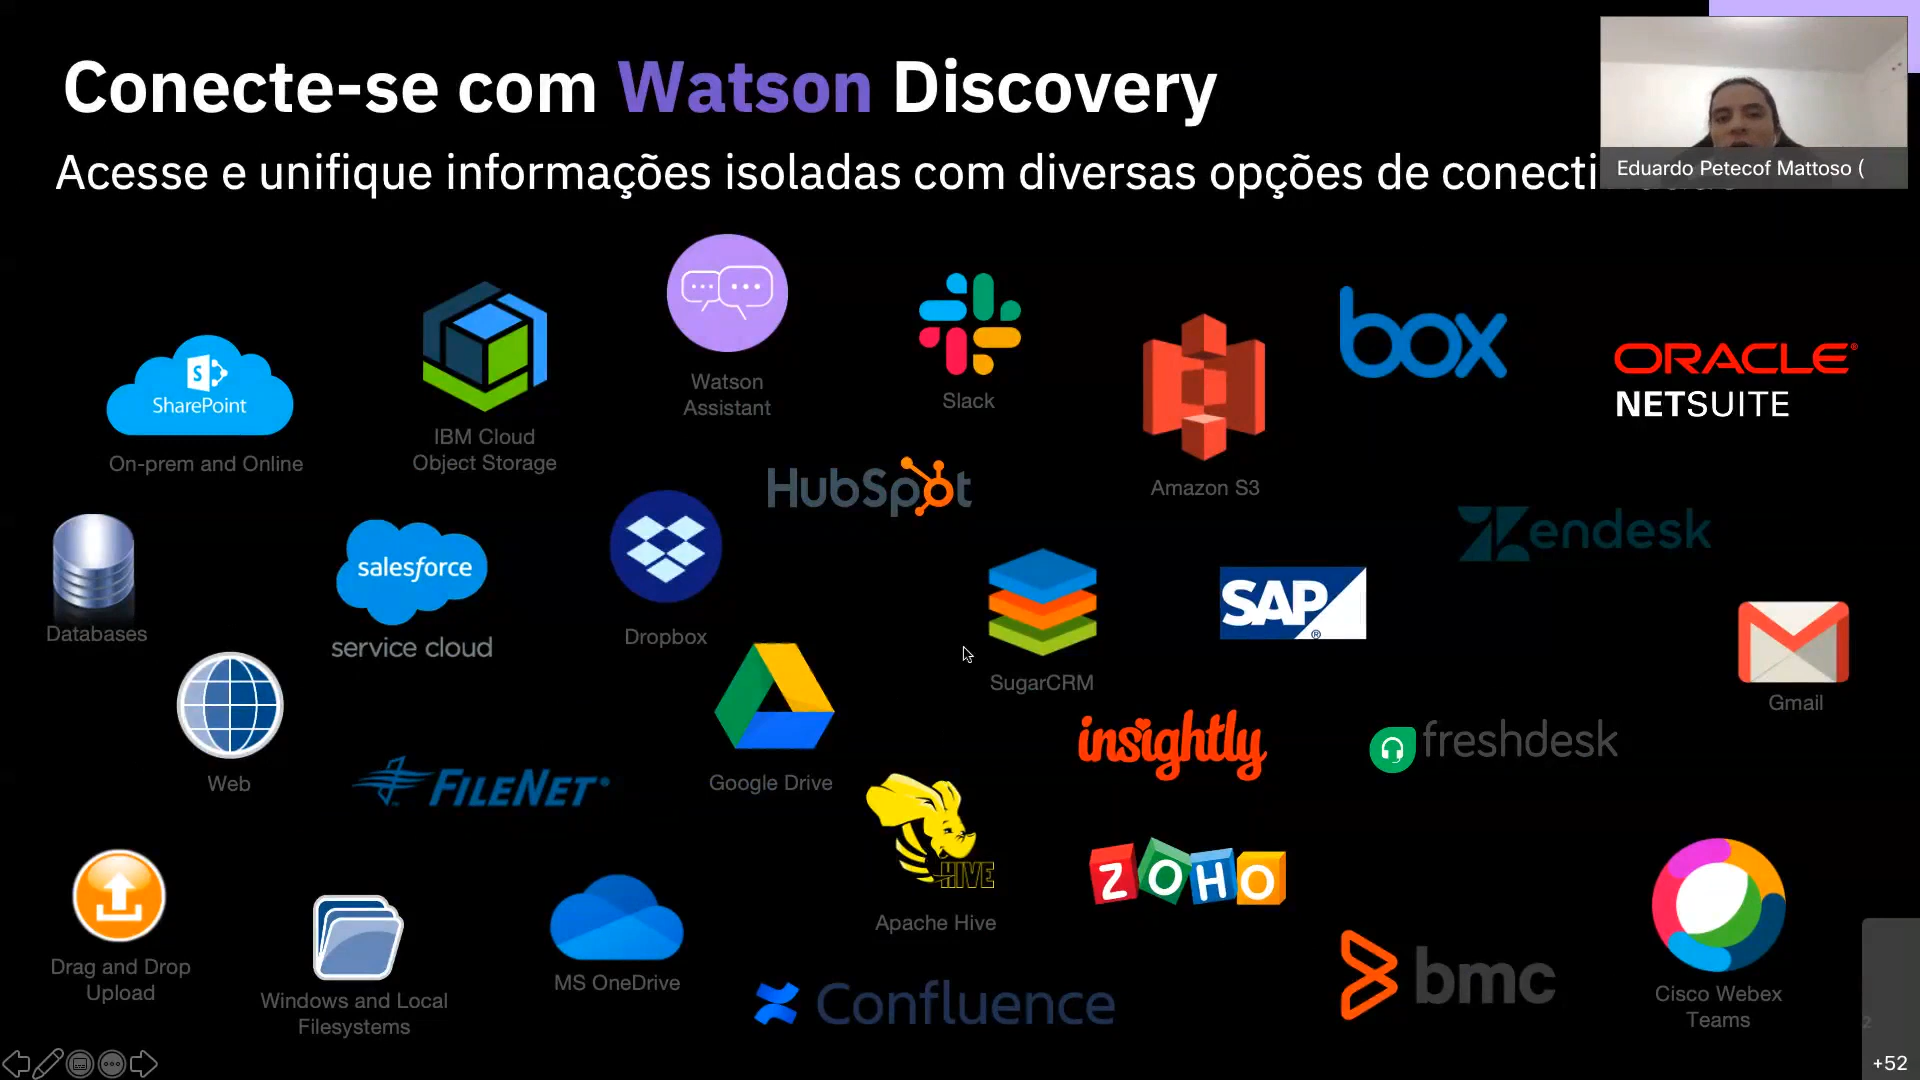 Conecte-se com Watson Discovery
Acesse e unifique informações isoladas com diversas opções de
Eduardo Petecof Mattoso (
SharePoint
On-prem and Online
IBM Cloud
Object Storage
Watson
Assistant
Slack
Amazon S3
box
ORACLE®
NETSUITE
HubSpot
Databases
salesforce
service cloud
Dropbox
SugarCRM
SAP®
Zendesk
Gmail
Web
FILENET®
Google Drive
insightly
freshdesk
HIVE
Apache Hive
ZOHO
Drag and Drop
Upload
Windows and Local
Filesystems
MS OneDrive
Confluence
bmc
Cisco Webex
Teams
2
+52